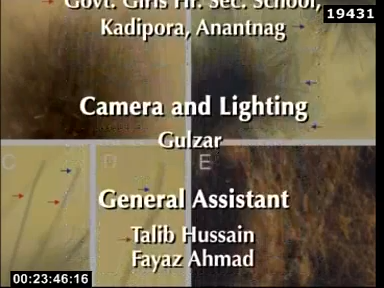 Govt. Girls Hr. Sec. School,
19431
Kadipora, Anantnag
Camera and Lighting
Gulzar
C
D
E
General Assistant
Talib Hussain
Fayaz Ahmad
00:23:46:16